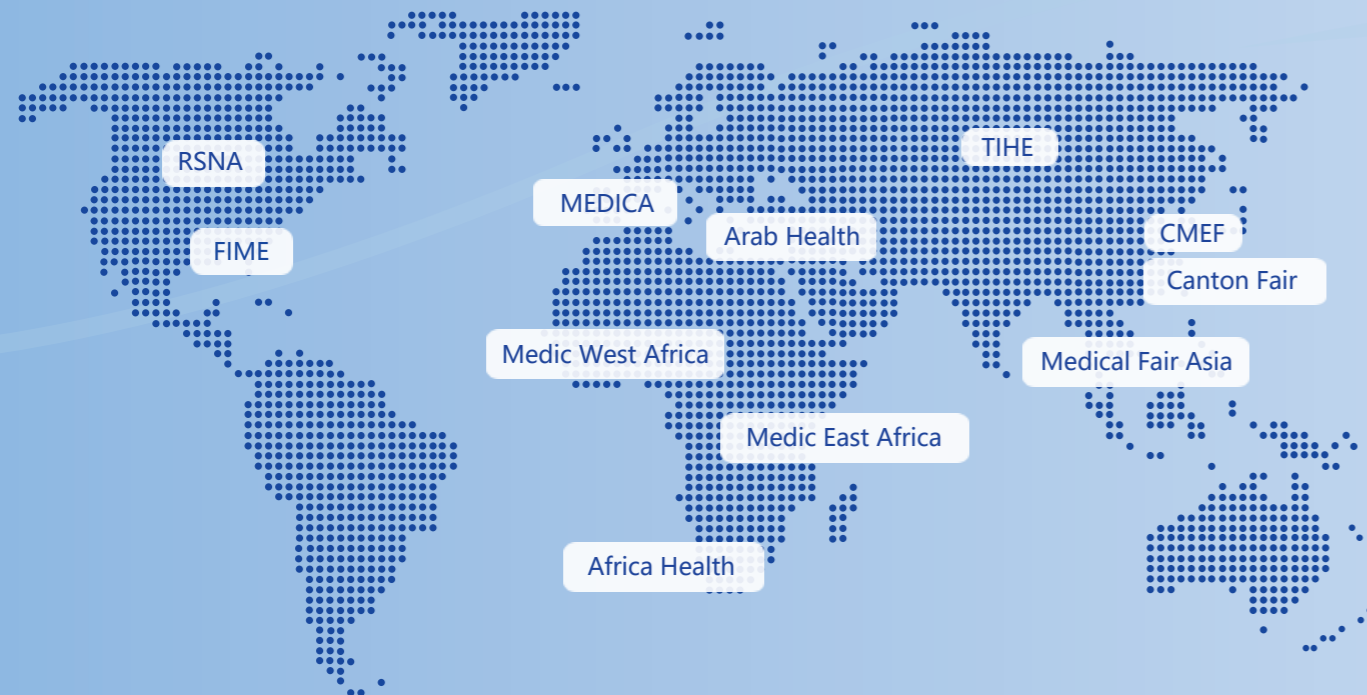 RSNA
TIHE
MEDICA
Arab Health
CMEF
FIME
Canton Fair
Medic West Africa
Medical Fair Asia
Medic East Africa
Africa Health